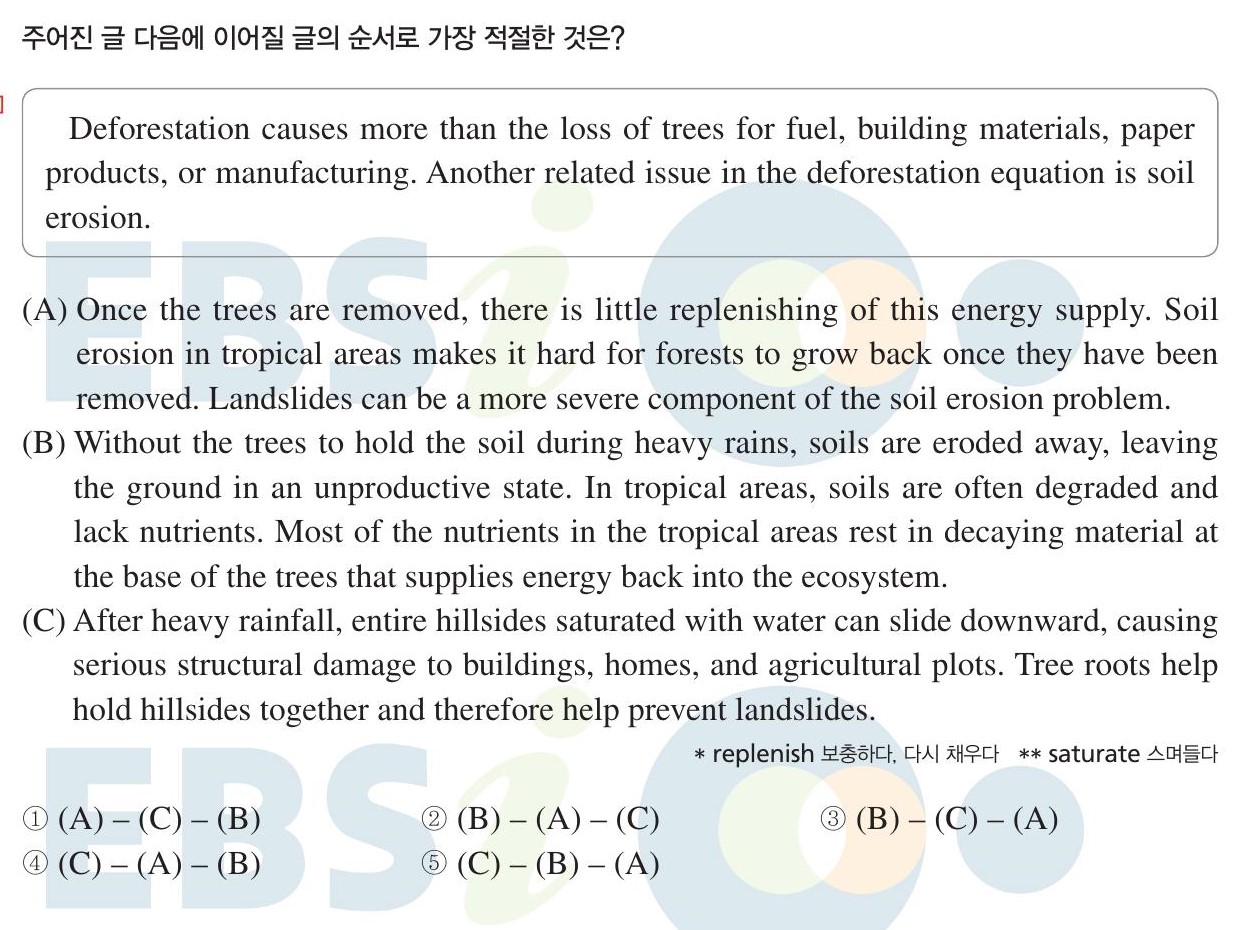 주어진 글 다음에 이어질 글의 순서로 가장 적절한 것은?
Deforestation causes more than the loss of trees for fuel, building materials, paper
products, or manufacturing. Another related issue in the deforestation equation is soil
erosion.
(A) Once the trees are removed, there is little replenishing of this energy supply. Soil
erosion in tropical areas makes it hard for forests to grow back once they have been
removed. Landslides can be a more severe component of the soil erosion problem.
(B) Without the trees to hold the soil during heavy rains, soils are eroded away, leaving
the ground in an unproductive state. In tropical areas, soils are often degraded and
lack nutrients. Most of the nutrients in the tropical areas rest in decaying material at
the base of the trees that supplies energy back into the ecosystem.
(C) After heavy rainfall, entire hillsides saturated with water can slide downward, causing
serious structural damage to buildings, homes, and agricultural plots. Tree roots help
hold hillsides together and therefore help prevent landslides.
* replenish 보충하다, 다시 채우다 ** saturate 스며들다
① (A) – (C) – (B) ② (B) – (A) – (C) ③ (B) – (C) – (A)
④ (C) – (A) – (B) ⑤ (C) – (B) – (A)
EBSi
EBSi